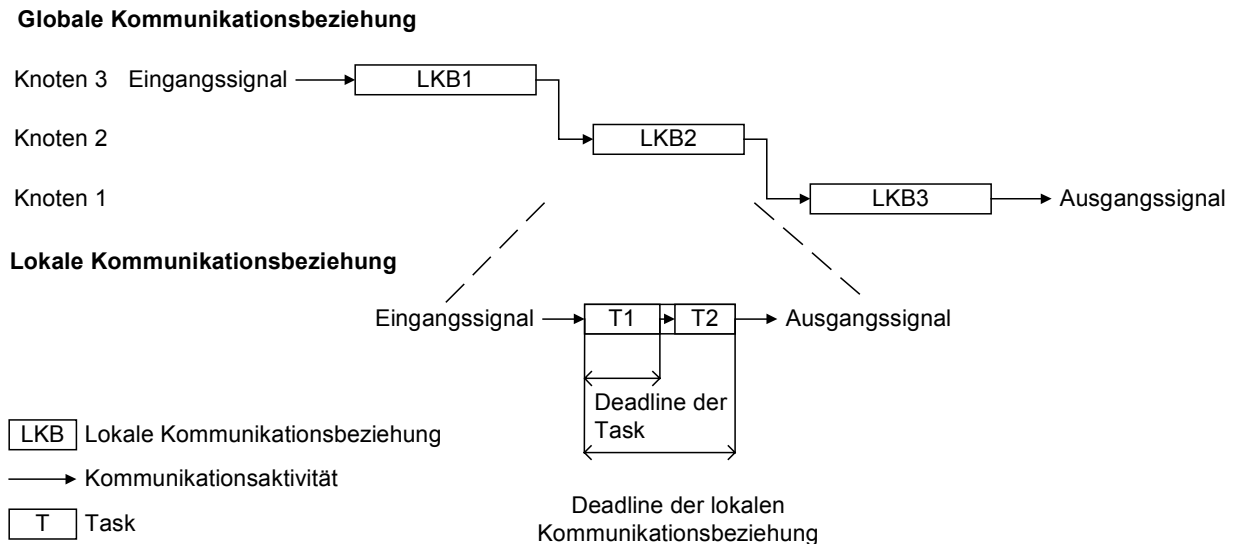 Globale Kommunikationsbeziehung
Knoten 3 Eingangssignal LKB1
Knoten 2 LKB2
Knoten 1 LKB3 Ausgangssignal
Lokale Kommunikationsbeziehung
Eingangssignal T1 T2 Ausgangssignal
Deadline der
Task
LKB Lokale Kommunikationsbeziehung
Kommunikationsaktivität
T Task
Deadline der lokalen
Kommunikationsbeziehung